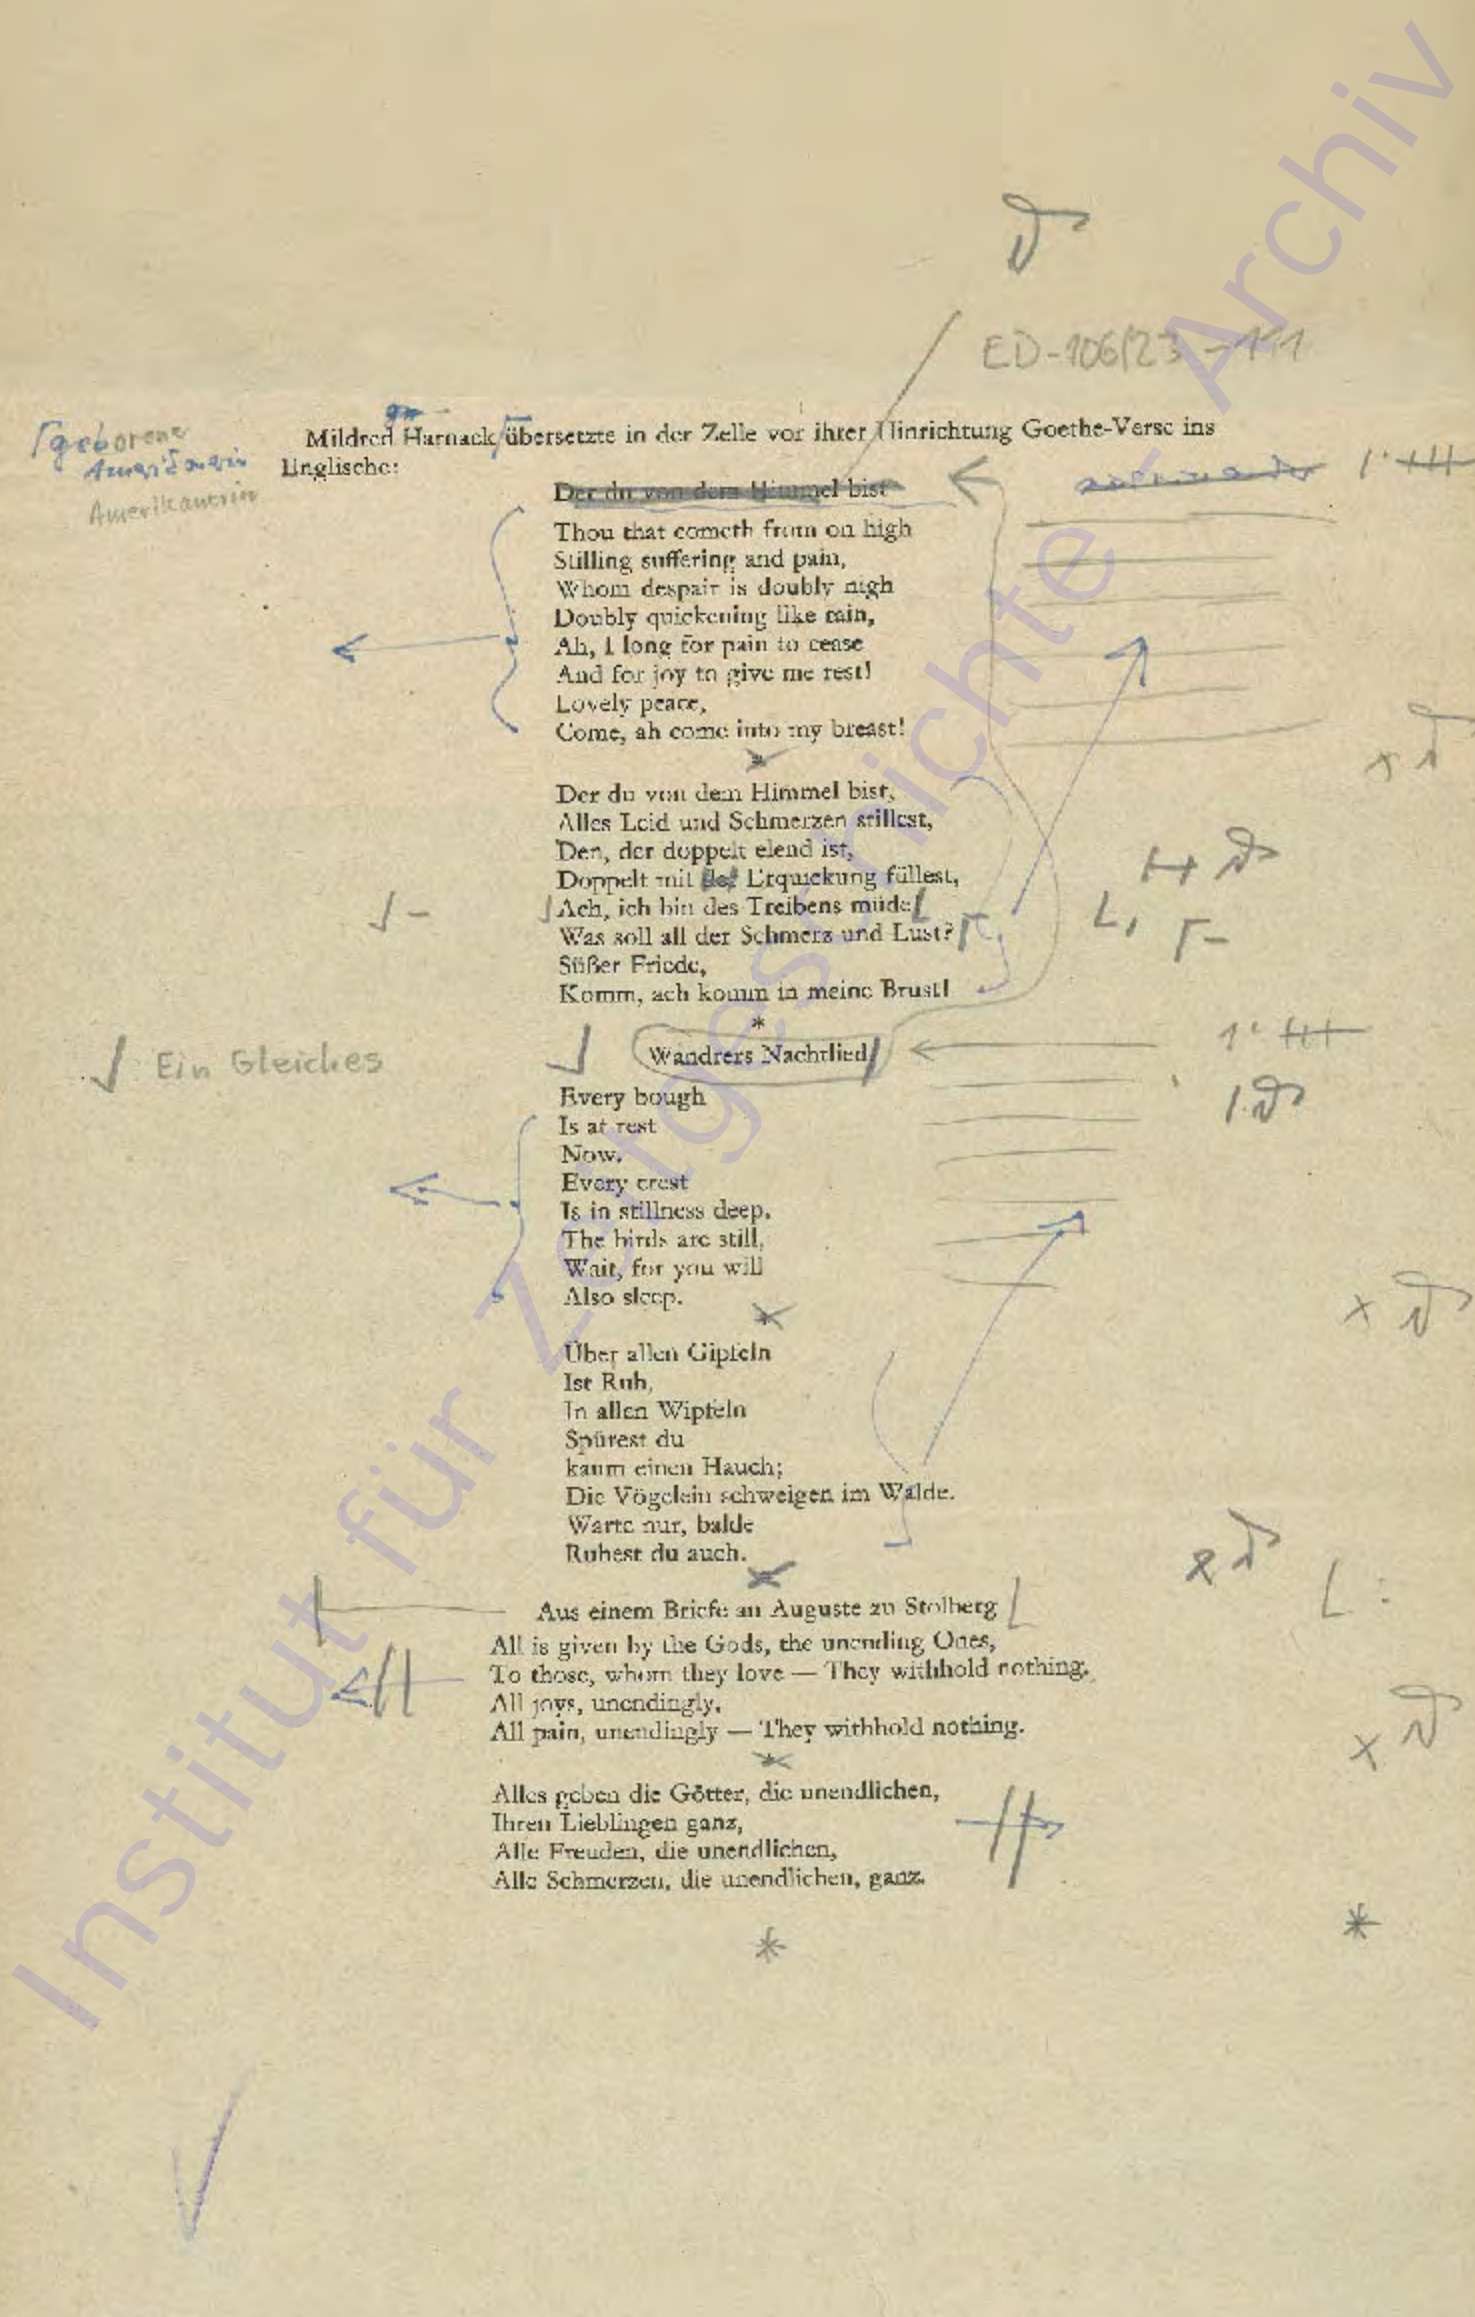 ED-106/23-111
geborene
Amerikanerin
Amerikanerin
Mildred Harnack, übersetzte in der Zelle vor ihrer Hinrichtung Goethe-Verse ins
Englische:
Der du von dem Himmel bist
Thou that cometh from on high
Stilling suffering and pain,
Whom despair is doubly nigh
Doubly quickening like rain,
Ah, I long for pain to cease
And for joy to give me rest!
Lovely peace,
Come, ah come into my breast!
*
Der du von dem Himmel bist,
Alles Leid und Schmerzen stillest,
Den, der doppelt elend ist,
Doppelt mit Erquickung füllest,
Ach, ich bin des Treibens müde
Was soll all der Schmerz und Lust?
Süßer Friede,
Komm, ach komm in meine Brust!
*
Ein Gleiches
Wandrers Nachtlied
Every bough
Is at rest
Now.
Every crest
Is in stillness deep.
The birds are still,
Wait, for you will
Also sleep.
*
Über allen Gipfeln
Ist Ruh,
In allen Wipfeln
Spürest du
kaum einen Hauch;
Die Vögelein schweigen im Walde.
Warte nur, balde
Ruhest du auch.
*
Aus einem Briefe an Auguste zu Stolberg
All is given by the Gods, the unending Ones,
To those, whom they love — They withhold nothing.
All joys, unendingly,
All pain, unendingly — They withhold nothing.
*
Alles geben die Götter, die unendlichen,
Ihren Lieblingen ganz,
Alle Freuden, die unendlichen,
Alle Schmerzen, die unendlichen, ganz.
*
Institut für Zeitgeschichte - Archiv